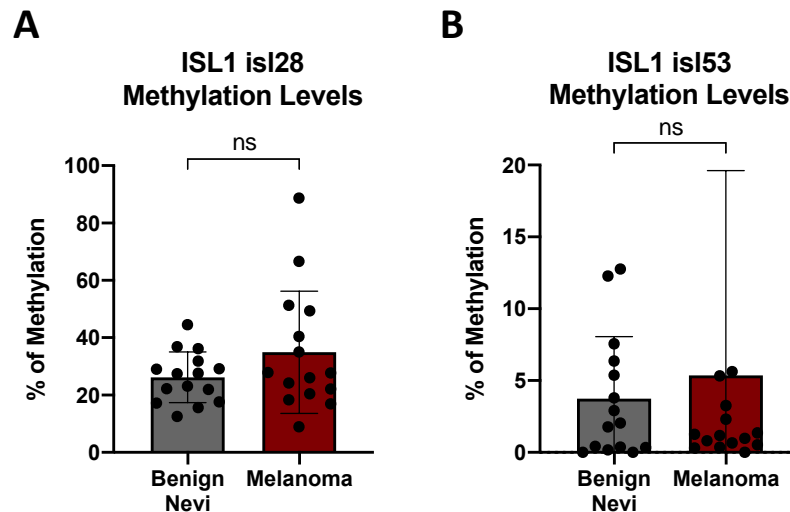 A
ISL1 isl28
Methylation Levels
ns
% of Methylation
100
80
60
40
20
0
Benign
Nevi
Melanoma
B
ISL1 isl53
Methylation Levels
ns
% of Methylation
20
15
10
5
0
Benign
Nevi
Melanoma